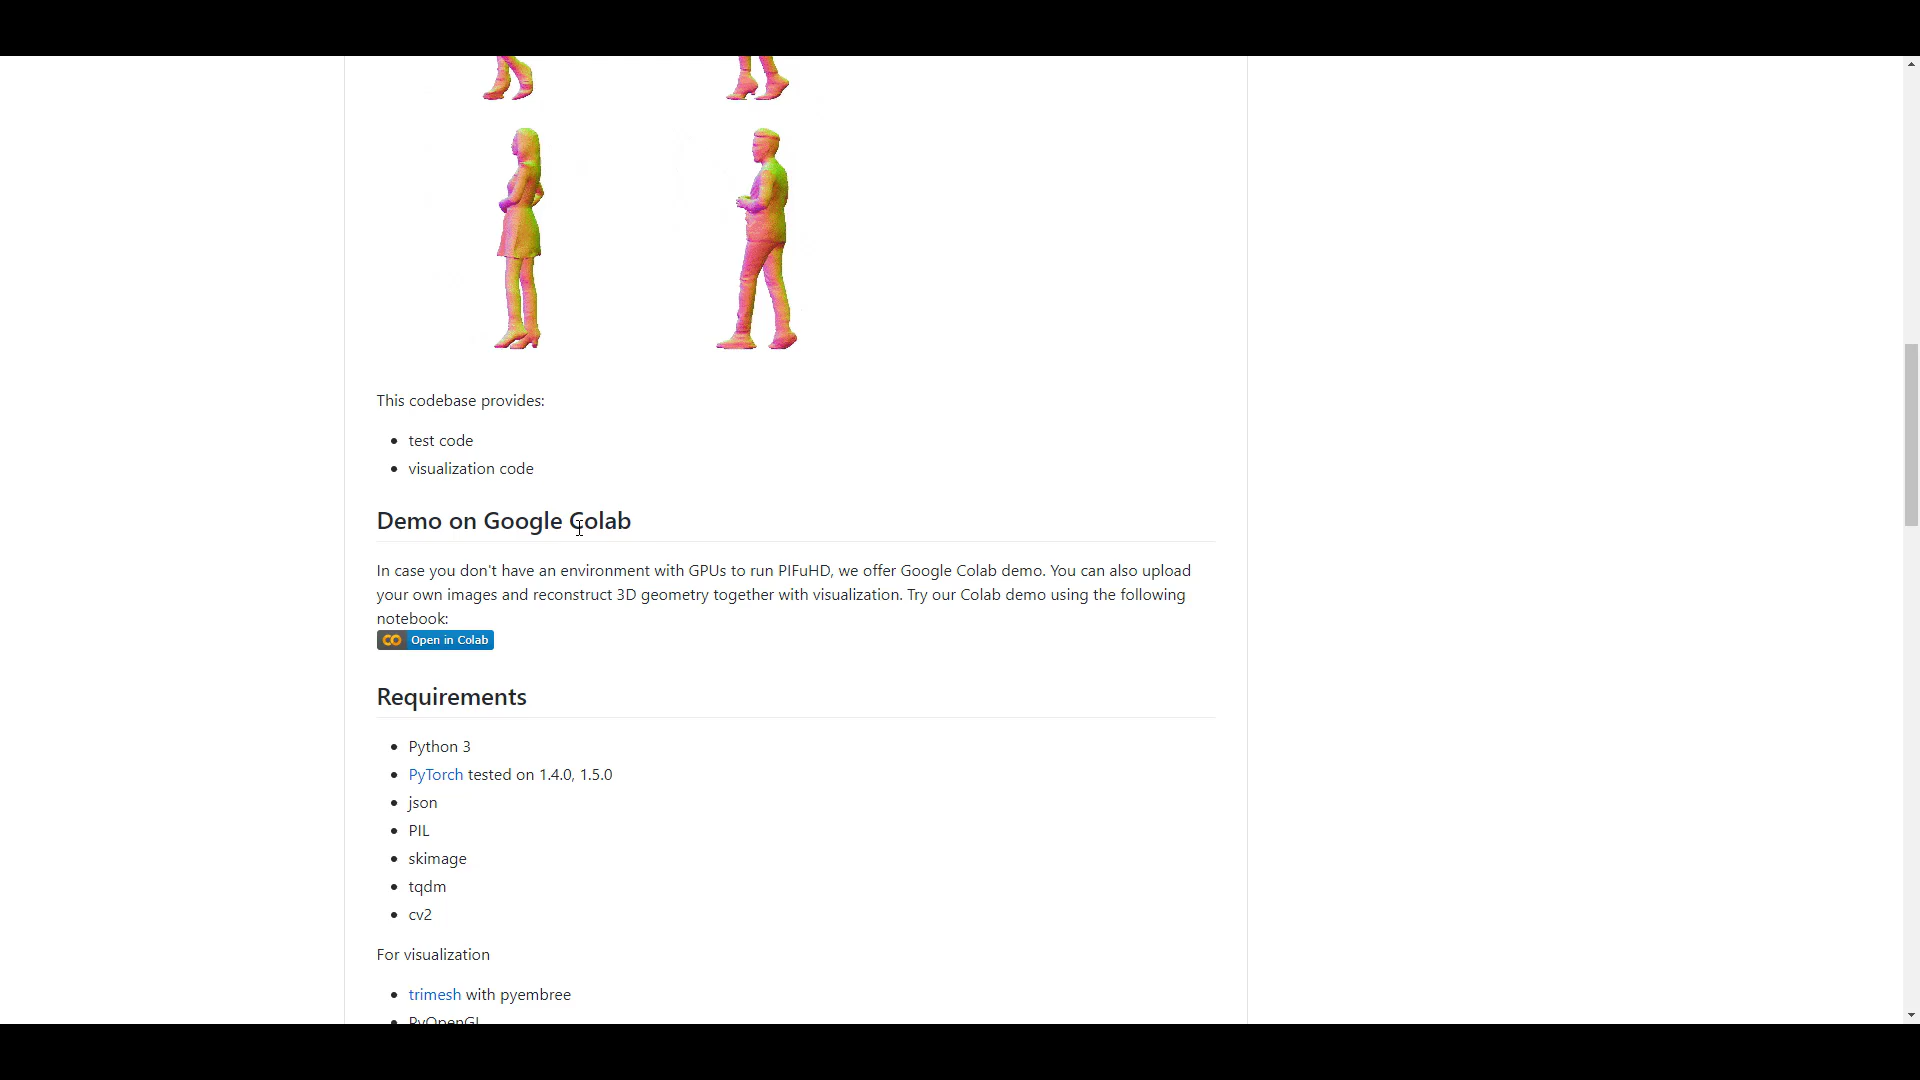 This codebase provides:
test code
visualization code
Demo on Google Colab
In case you don't have an environment with GPUs to run PIFuHD, we offer Google Colab demo. You can also upload
your own images and reconstruct 3D geometry together with visualization. Try our Colab demo using the following
notebook:
Open in Colab
Requirements
Python 3
PyTorch tested on 1.4.0, 1.5.0
json
PIL
skimage
tqdm
cv2
For visualization
trimesh with pyembree
PyOpenGL